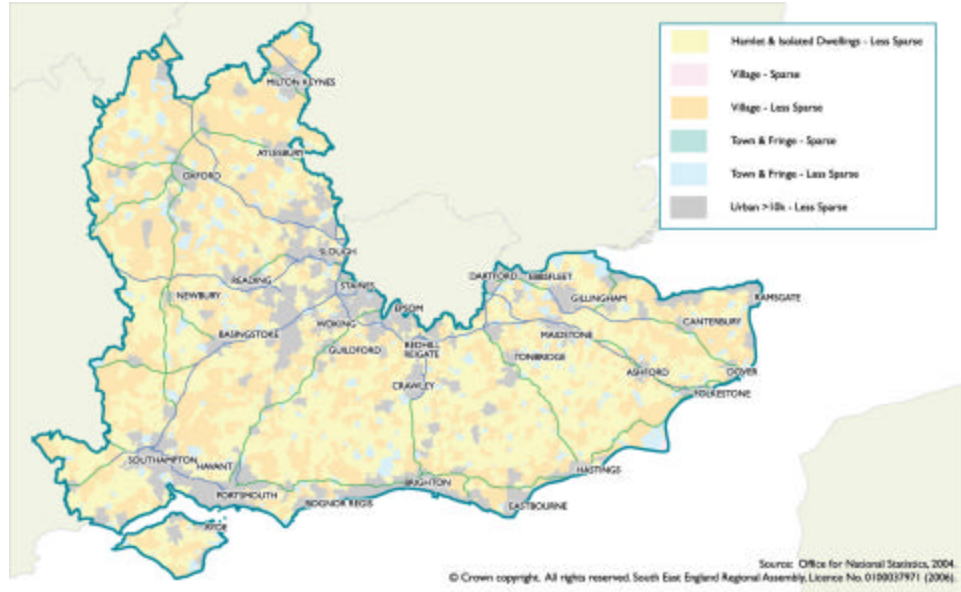 Hamlet & Isolated Dwellings - Less Sparse
Village - Sparse
Village - Less Sparse
Town & Fringe - Sparse
Town & Fringe - Less Sparse
Urban >10k - Less Sparse
MILTON KEYNES
AYLESBURY
OXFORD
SLOUGH
READING
STAINES
DARTFORD
EBBSFLEET
NEWBURY
GILLINGHAM
RAMSGATE
EPSOM
WOKING
CANTERBURY
BASINGSTOKE
MAIDSTONE
GUILDFORD
REDHILL
REIGATE
TONBRIDGE
ASHFORD
DOVER
CRAWLEY
FOLKESTONE
SOUTHAMPTON
HAVANT
HASTINGS
BRIGHTON
PORTSMOUTH
BOGNOR REGIS
EASTBOURNE
RYDE
Source: Office for National Statistics, 2004.
© Crown copyright. All rights reserved. South East England Regional Assembly, Licence No. 0100037971 (2006).